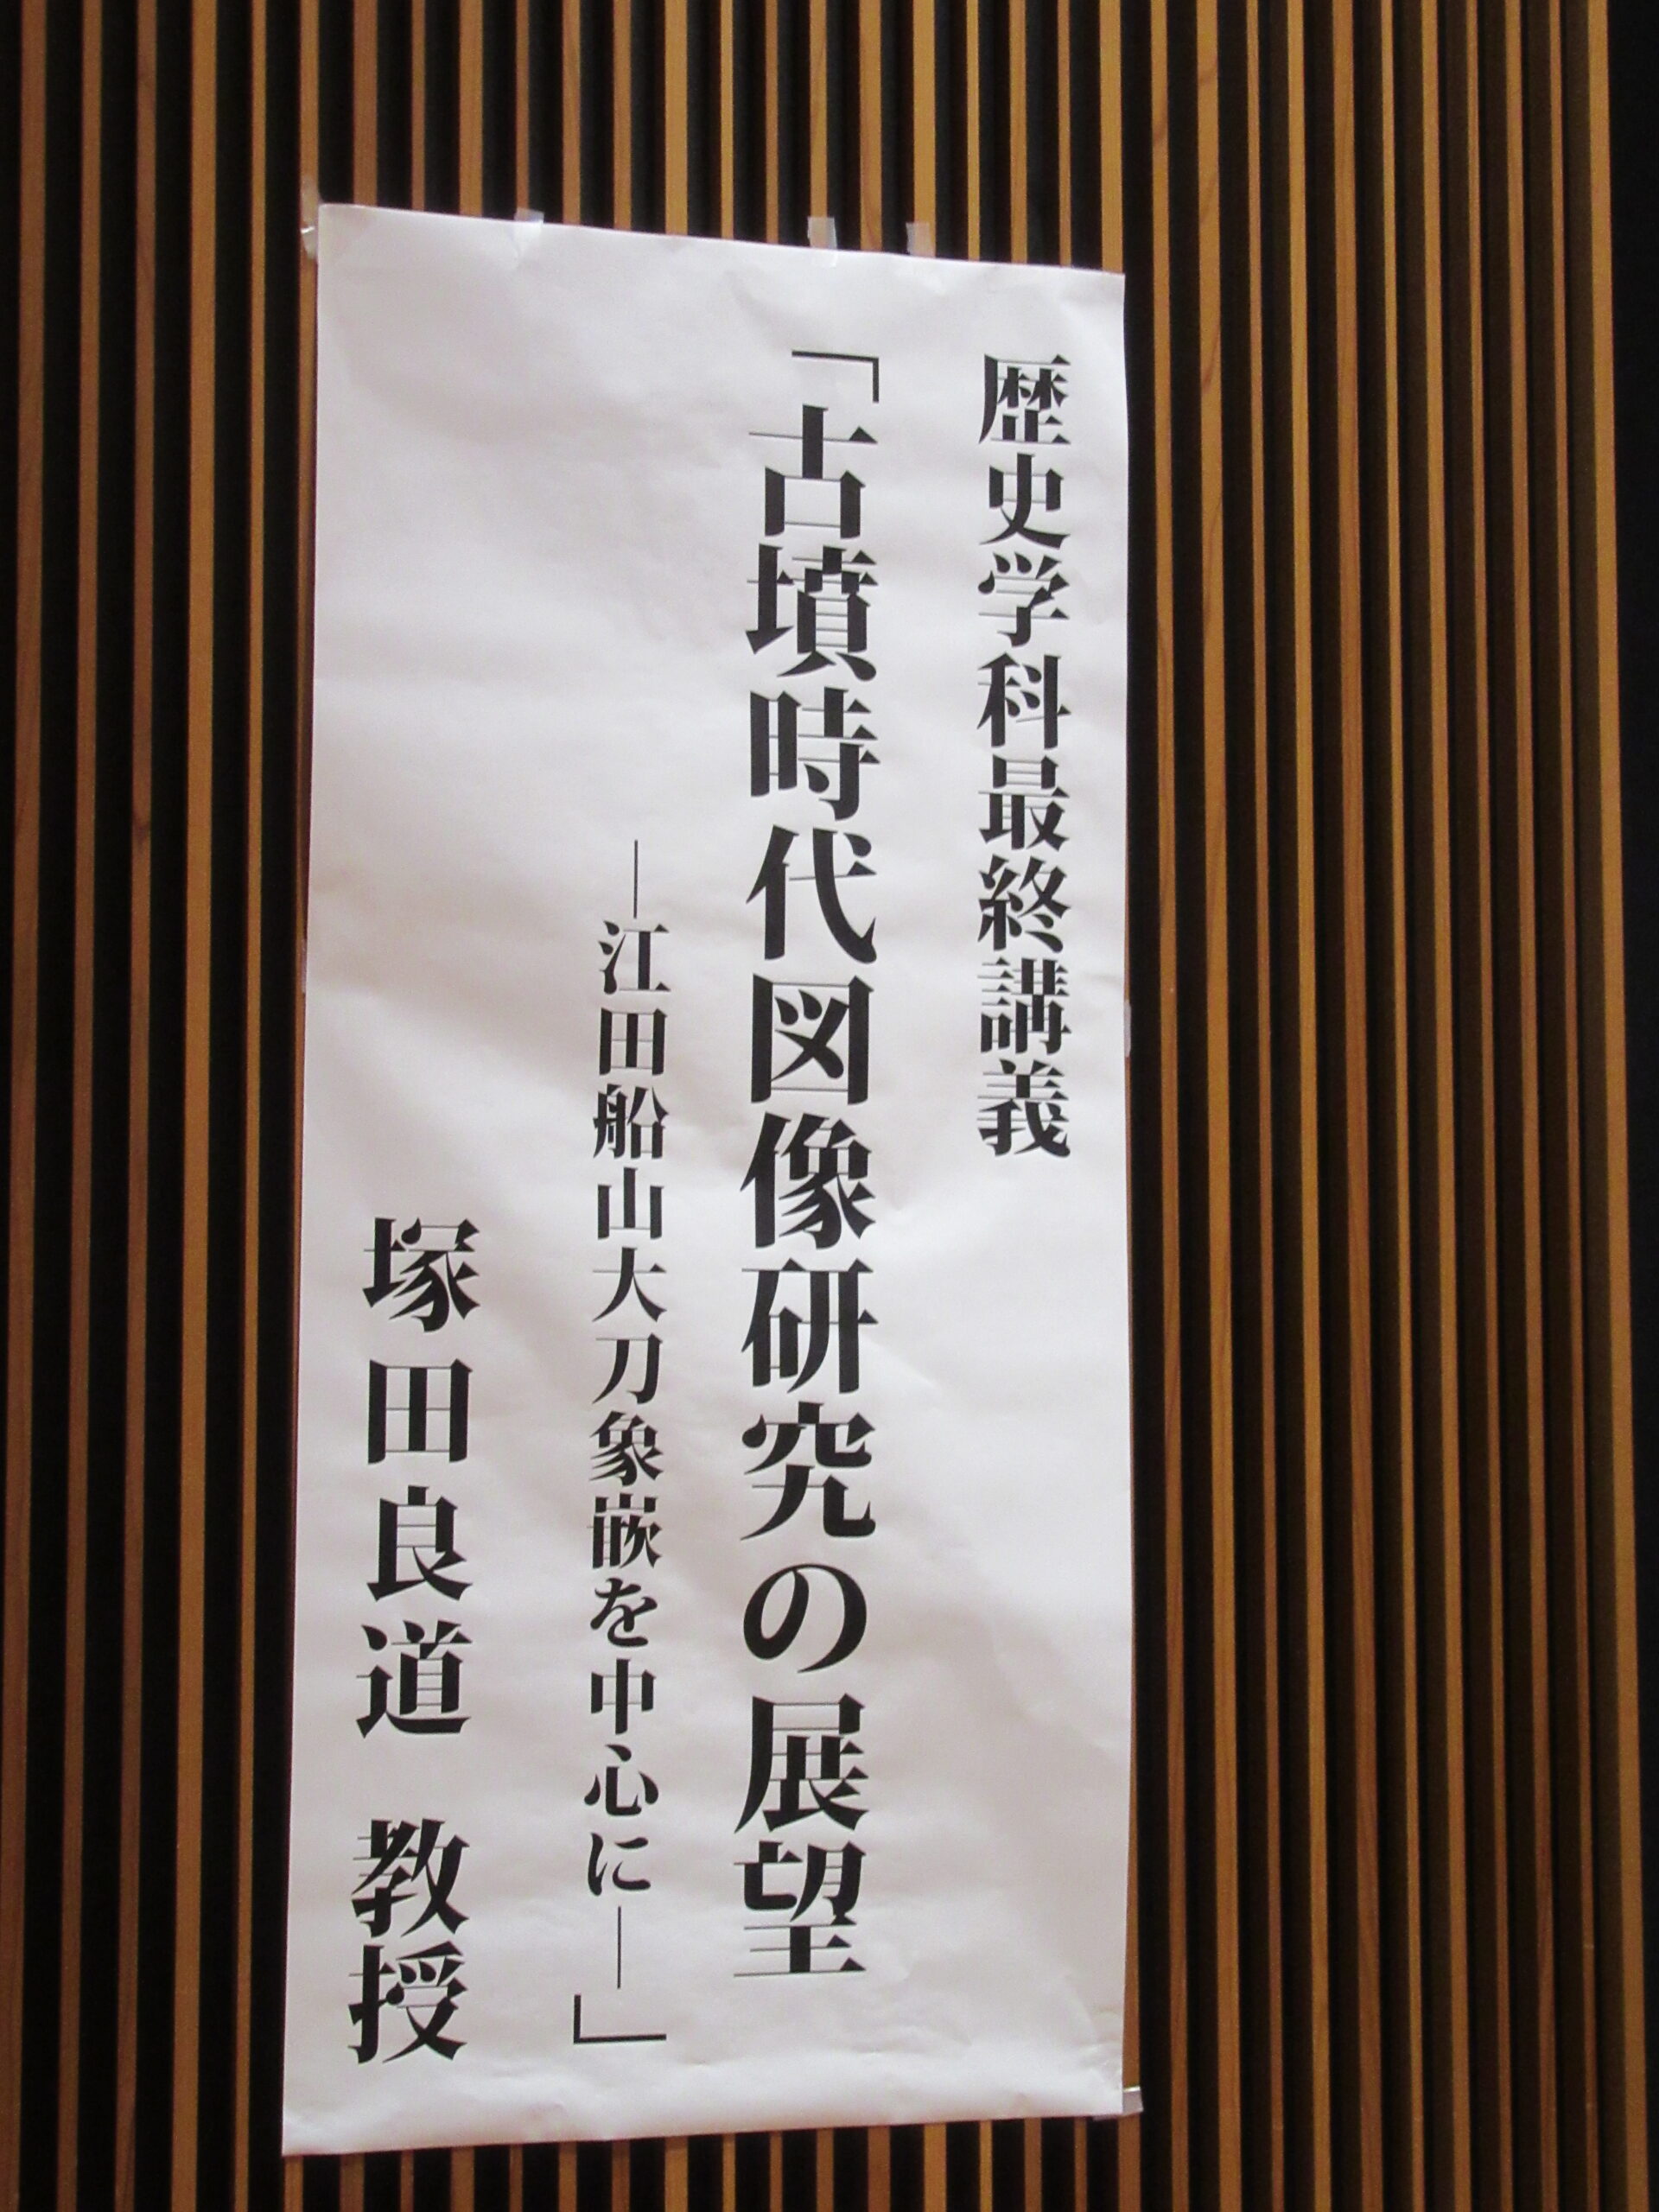 歴史学科最終講義
「古墳時代図像研究の展望
―江田船山大刀象嵌を中心に―」
塚田良道　教授